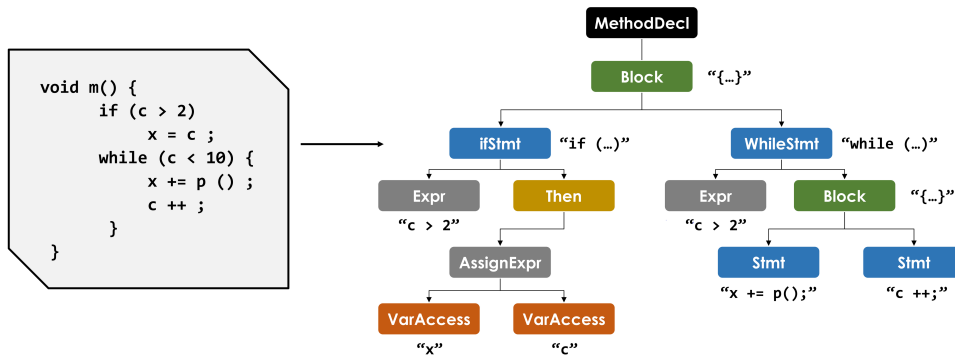 void m() {
if (c > 2)
x = c ;
while (c < 10) {
x += p () ;
c ++ ;
}
}
MethodDecl
Block “{…}”
ifStmt “if (…)” WhileStmt “while (…)”
Expr Then Expr Block “{…}”
“c > 2” “c > 2”
AssignExpr Stmt Stmt
“x += p();” “c ++;”
VarAccess VarAccess
“x” “c”